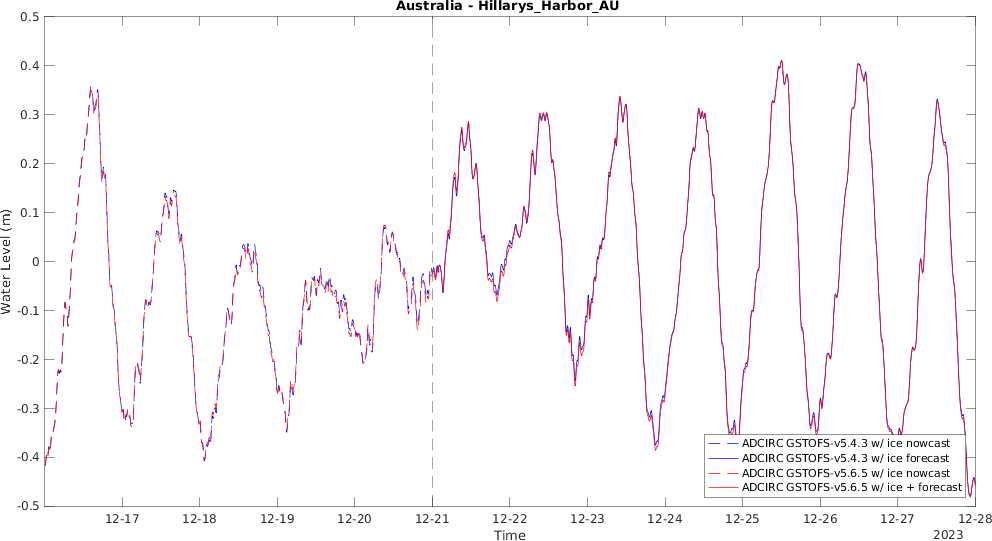 Australia - Hillarys_Harbor_AU
Water Level (m)
0.5
0.4
0.3
0.2
0.1
0
-0.1
-0.2
-0.3
-0.4
-0.5
ADCIRC GSTOFS-v5.4.3 w/ ice nowcast
ADCIRC GSTOFS-v5.4.3 w/ ice forecast
ADCIRC GSTOFS-v5.6.5 w/ ice nowcast
ADCIRC GSTOFS-v5.6.5 w/ ice + forecast
12-17 12-18 12-19 12-20 12-21 12-22 12-23 12-24 12-25 12-26 12-27 12-28
Time
2023